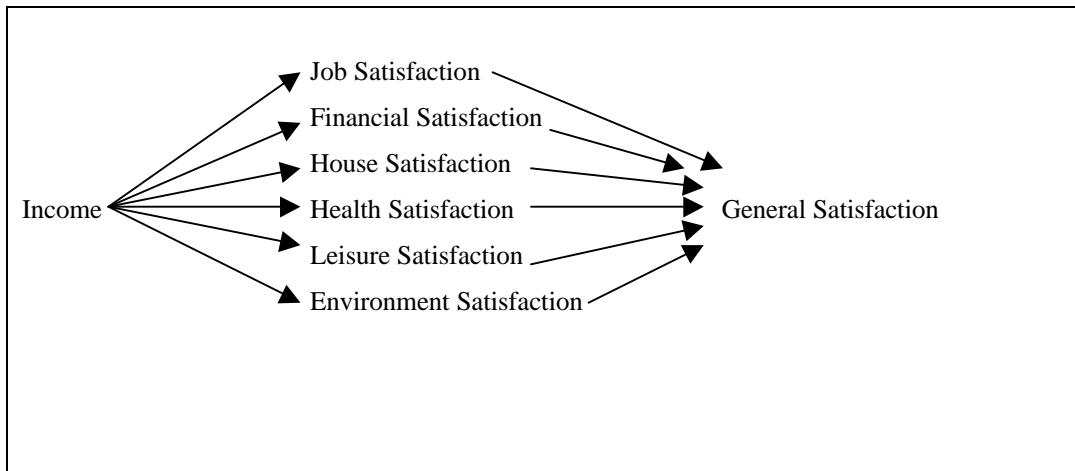 Job Satisfaction
Financial Satisfaction
House Satisfaction
Income
Health Satisfaction
General Satisfaction
Leisure Satisfaction
Environment Satisfaction